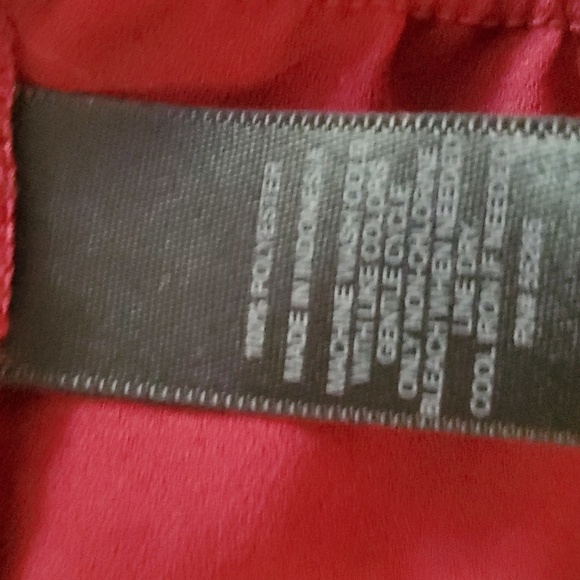 100% POLYESTER
MADE IN INDONESIA
MACHINE WASH COLD
WITH LIKE COLORS
GENTLE CYCLE
ONLY NON-CHLORINE
BLEACH WHEN NEEDED
LINE DRY
COOL IRON IF NEEDED